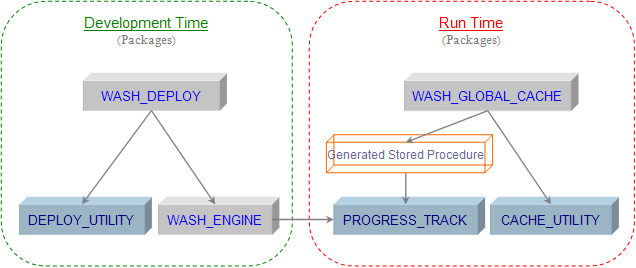 Development Time
(Packages)
WASH_DEPLOY
DEPLOY_UTILITY
WASH_ENGINE
Run Time
(Packages)
WASH_GLOBAL_CACHE
Generated Stored Procedure
PROGRESS_TRACK
CACHE_UTILITY